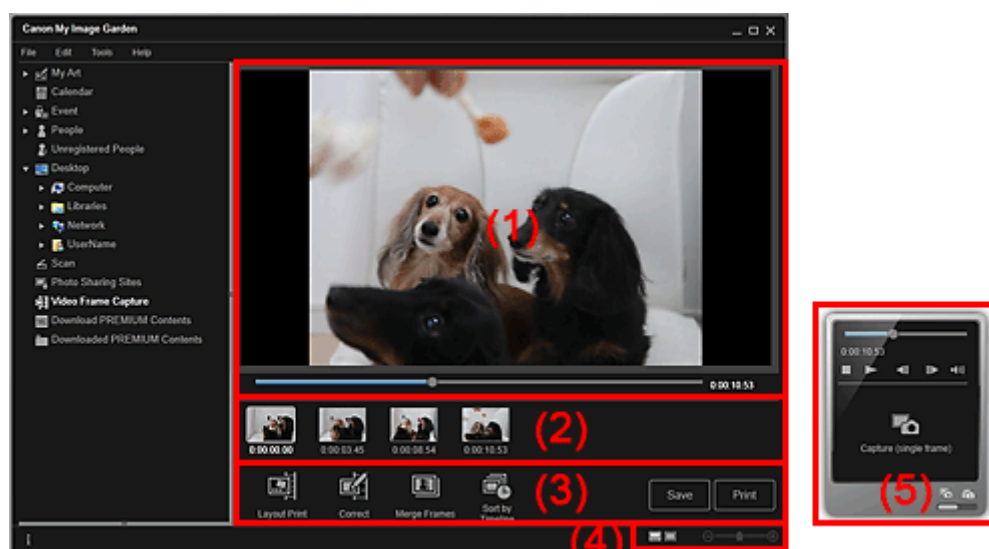 Canon My Image Garden
File Edit Tools Help
My Art
Calendar
Event
People
Unregistered People
Desktop
Computer
Libraries
Network
UserName
Scan
Photo Sharing Sites
Video Frame Capture
Download PREMIUM Contents
Downloaded PREMIUM Contents
(1)
0:00:10.53
0:00:00.00 0:00:03.45 0:00:08.54 0:00:10.53
(2)
Layout Print Correct Merge Frames Sort by Timeline
(3)
Save Print
(4)
0:00:10.53
Capture (single frame)
(5)